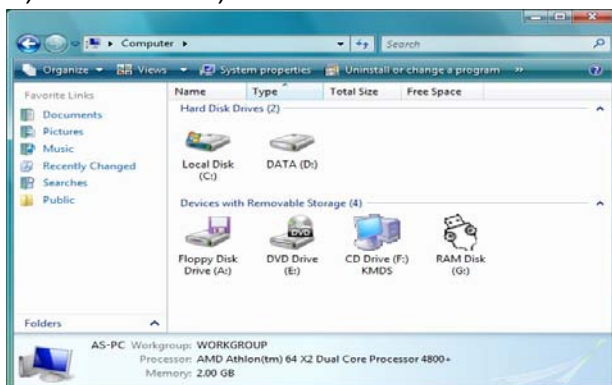 Computer
Search
Organize Views System properties Uninstall or change a program »
Favorite Links
Name Type Total Size Free Space
Documents
Pictures
Music
Recently Changed
Searches
Public
Hard Disk Drives (2)
Local Disk (C:)
DATA (D:)
Devices with Removable Storage (4)
Floppy Disk Drive (A:)
DVD Drive (E:)
CD Drive (F:) KMDS
RAM Disk (G:)
Folders
AS-PC Workgroup: WORKGROUP
Processor: AMD Athlon(tm) 64 X2 Dual Core Processor 4800+
Memory: 2.00 GB